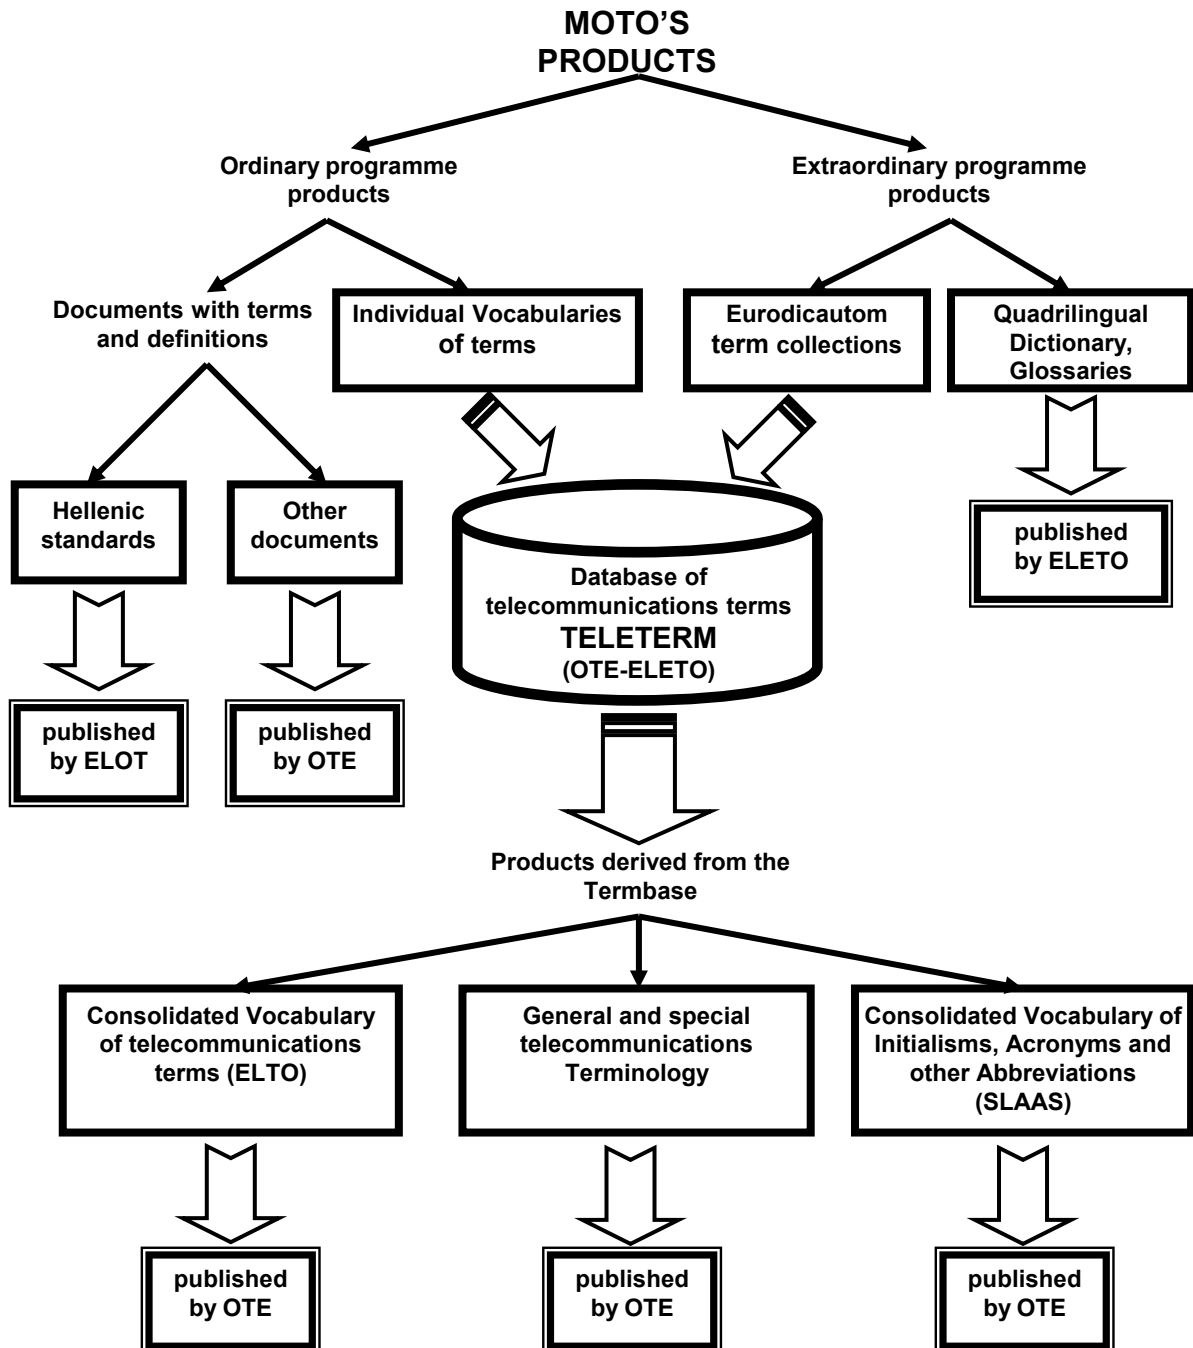 MOTO'S
PRODUCTS
Ordinary programme
products
Extraordinary programme
products
Documents with terms
and definitions
Individual Vocabularies
of terms
Eurodicautom
term collections
Quadrilingual
Dictionary,
Glossaries
Hellenic
standards
Other
documents
published
by ELETO
Database of
telecommunications terms
TELETERM
(OTE-ELETO)
published
by ELOT
published
by OTE
Products derived from the
Termbase
Consolidated Vocabulary
of telecommunications
terms (ELTO)
General and special
telecommunications
Terminology
Consolidated Vocabulary of
Initialisms, Acronyms and
other Abbreviations
(SLAAS)
published
by OTE
published
by OTE
published
by OTE